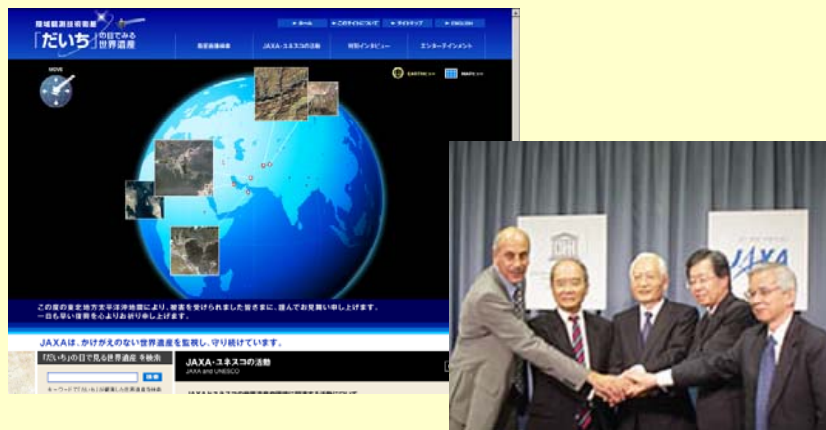 陸域観測技術衛星
「だいち」の目でみる世界遺産
ホーム
このサイトについて
サイトマップ
ENGLISH
衛星画像検索
JAXA・ユネスコの活動
特別インタビュー
エンターテインメント
MOVE
EARTH
MAPS
この度の東北地方太平洋沖地震により、被害を受けられました皆さまに、謹んでお見舞い申し上げます。
一日も早い復興を心よりお祈り申し上げます。
JAXAは、かけがえのない世界遺産を監視し、守り続けています。
「だいち」の目で見る世界遺産 を検索
検索
JAXA・ユネスコの活動
JAXA and UNESCO
JAXA